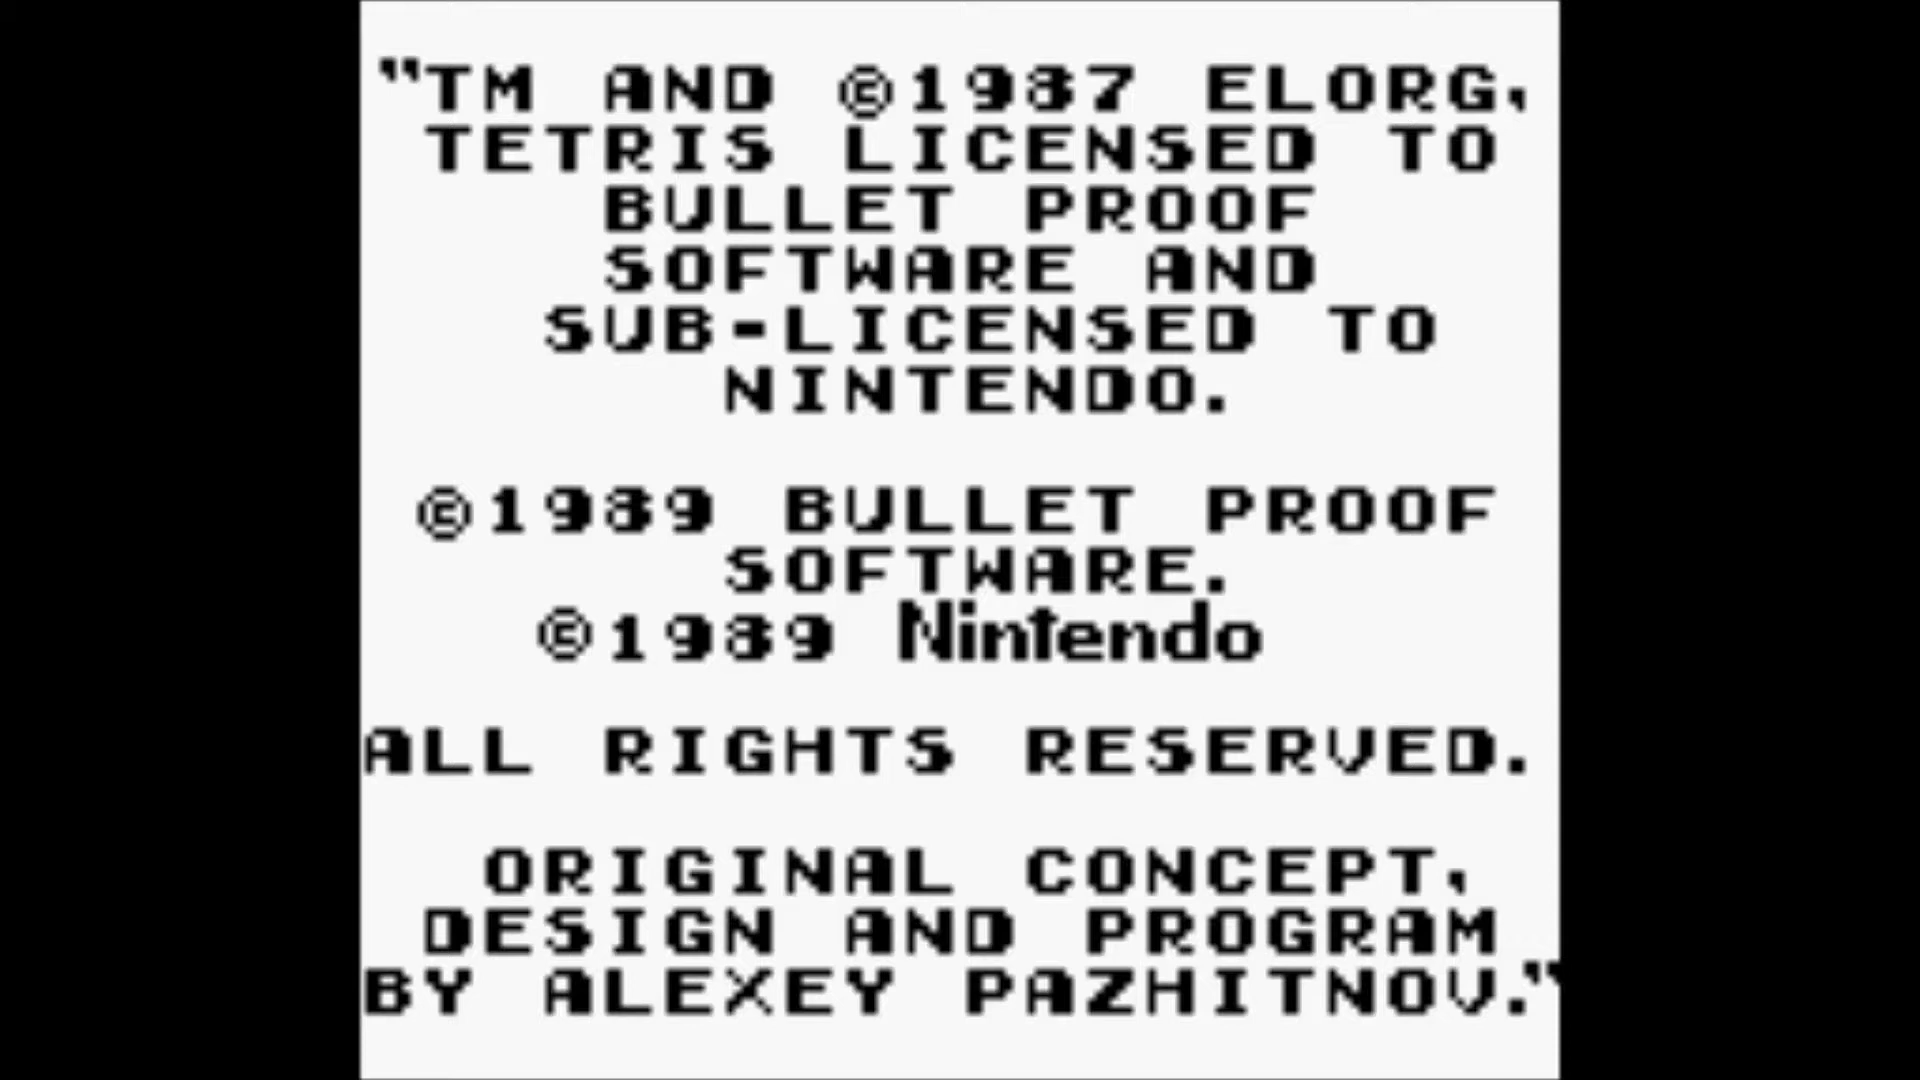 "TM AND ©1987 ELORG,
TETRIS LICENSED TO
BULLET PROOF
SOFTWARE AND
SUB-LICENSED TO
NINTENDO.
©1989 BULLET PROOF
SOFTWARE.
©1989 Nintendo
ALL RIGHTS RESERVED.
ORIGINAL CONCEPT,
DESIGN AND PROGRAM
BY ALEXEY PAZHITNOV."